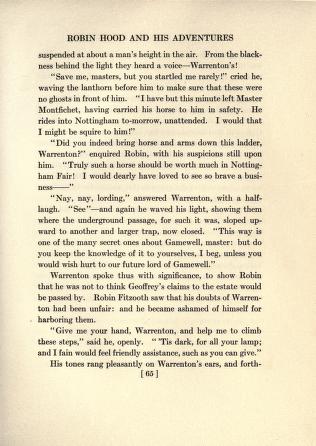 ROBIN HOOD AND HIS ADVENTURES
suspended at about a man's height in the air. From the black-
ness behind the light they heard a voice—Warrenton's!
"Save me, masters, but you startled me rarely!" cried he,
waving the lanthorn before him to make sure that these were
no ghosts in front of him. "I have but this minute left Master
Montfichet, having carried his horse to him in safety. He
rides into Nottingham to-morrow, unattended. I would that
I might be squire to him!"
"Did you indeed bring horse and arms down this ladder,
Warrenton?" enquired Robin, with his suspicions still upon
him. "Truly such a horse should be worth much in Notting-
ham Fair! I would dearly have loved to see so brave a busi-
ness——"
"Nay, nay, lording," answered Warrenton, with a half-
laugh. "See"—and again he waved his light, showing them
where the underground passage, for such it was, sloped up-
ward to another and larger trap, now closed. "This way is
one of the many secret ones about Gamewell, master: but do
you keep the knowledge of it to yourselves, I beg, unless you
would wish hurt to our future lord of Gamewell."
Warrenton spoke thus with significance, to show Robin
that he was not to think Geoffrey's claims to the estate would
be passed by. Robin Fitzooth saw that his doubts of Warren-
ton had been unfair: and he became ashamed of himself for
harboring them.
"Give me your hand, Warrenton, and help me to climb
these steps," said he, openly. "'Tis dark, for all your lamp;
and I fain would feel friendly assistance, such as you can give."
His tones rang pleasantly on Warrenton's ears, and forth-
[ 65 ]